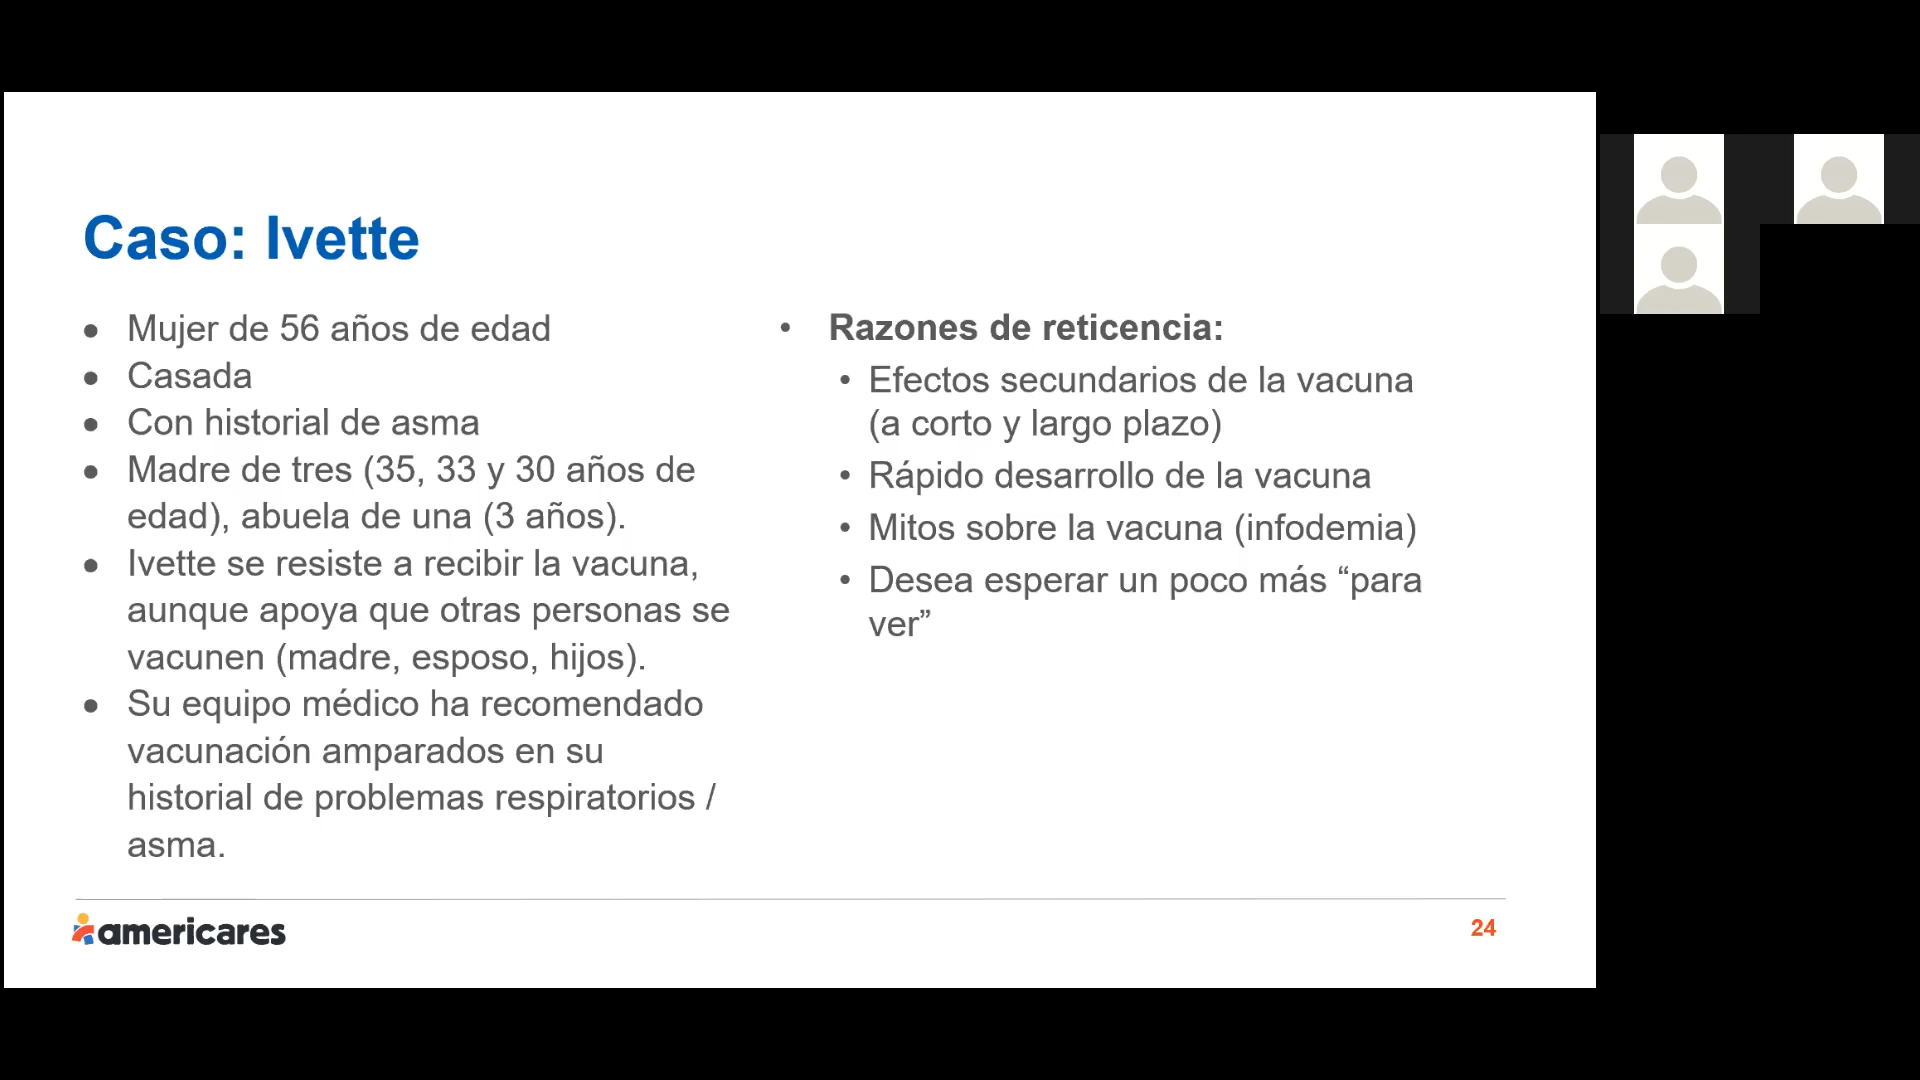 Caso: Ivette
● Mujer de 56 años de edad
● Casada
● Con historial de asma
● Madre de tres (35, 33 y 30 años de
edad), abuela de una (3 años).
● Ivette se resiste a recibir la vacuna,
aunque apoya que otras personas se
vacunen (madre, esposo, hijos).
● Su equipo médico ha recomendado
vacunación amparados en su
historial de problemas respiratorios /
asma.
• Razones de reticencia:
• Efectos secundarios de la vacuna
(a corto y largo plazo)
• Rápido desarrollo de la vacuna
• Mitos sobre la vacuna (infodemia)
• Desea esperar un poco más “para
ver”
americares
24